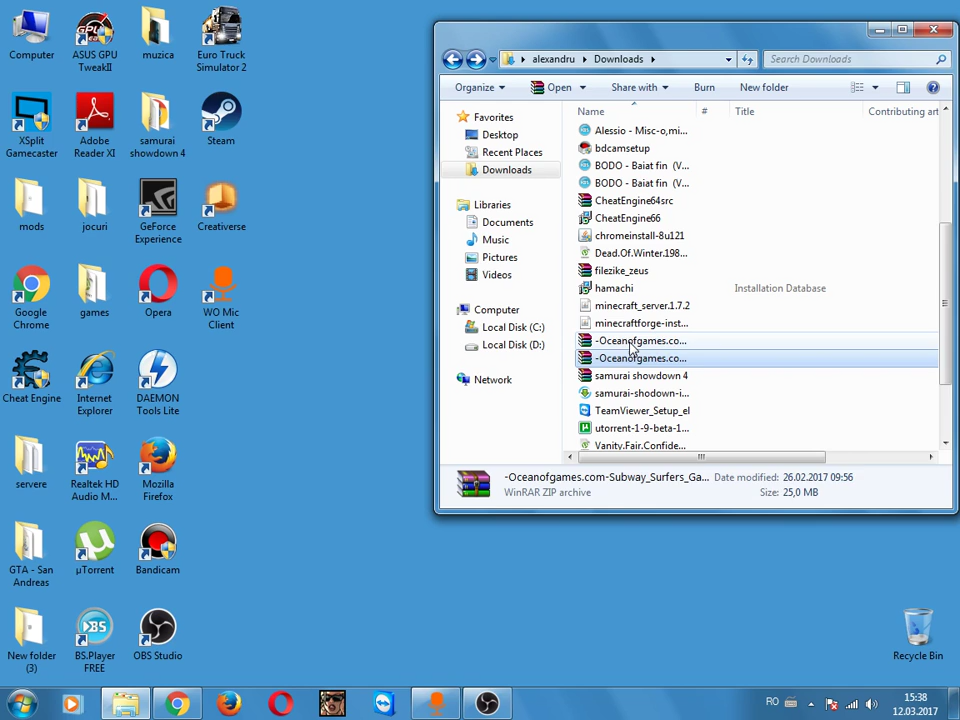 Computer
ASUS GPU
TweakII
muzica
Euro Truck
Simulator 2
XSplit
Gamecaster
Adobe
Reader XI
samurai
showdown 4
Steam
mods
jocuri
GeForce
Experience
Creativerse
Google
Chrome
games
Opera
WO Mic
Client
Cheat Engine
Internet
Explorer
DAEMON
Tools Lite
servere
Realtek HD
Audio M...
Mozilla
Firefox
GTA - San
Andreas
µTorrent
Bandicam
New folder
(3)
BS.Player
FREE
OBS Studio
Recycle Bin
alexandru
Downloads
Search Downloads
Organize
Open
Share with
Burn
New folder
Favorites
Desktop
Recent Places
Downloads
Libraries
Documents
Music
Pictures
Videos
Computer
Local Disk (C:)
Local Disk (D:)
Network
Name
#
Title
Contributing art
Alessio - Misc-o,mi...
bdcamsetup
BODO - Baiat fin (V...
BODO - Baiat fin (V...
CheatEngine64src
CheatEngine66
chromeinstall-8u121
Dead.Of.Winter.198...
filezike_zeus
hamachi
Installation Database
minecraft_server.1.7.2
minecraftforge-inst...
-Oceanofgames.co...
-Oceanofgames.co...
samurai showdown 4
samurai-shodown-i...
TeamViewer_Setup_el
utorrent-1-9-beta-1...
Vanity.Fair.Confide...
-Oceanofgames.com-Subway_Surfers_Ga...
Date modified: 26.02.2017 09:56
WinRAR ZIP archive
Size: 25,0 MB
RO
15:38
12.03.2017